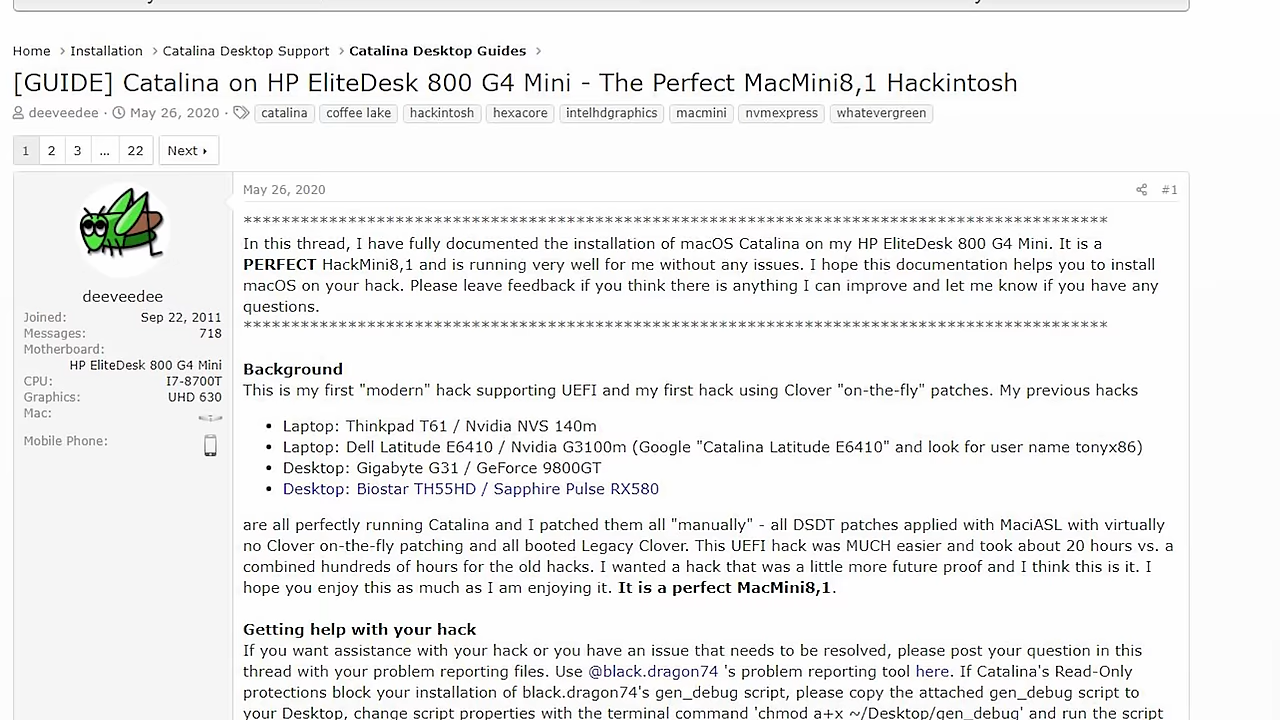 Home > Installation > Catalina Desktop Support > Catalina Desktop Guides >
[GUIDE] Catalina on HP EliteDesk 800 G4 Mini - The Perfect MacMini8,1 Hackintosh
deeveedee · May 26, 2020 · catalina coffee lake hackintosh hexacore intelhdgraphics macmini nvmexpress whatevergreen
1 2 3 ... 22 Next
May 26, 2020 #1
deeveedee
Joined: Sep 22, 2011
Messages: 718
Motherboard:
HP EliteDesk 800 G4 Mini
CPU: I7-8700T
Graphics: UHD 630
Mac:
Mobile Phone:
*******************************************************************************************
In this thread, I have fully documented the installation of macOS Catalina on my HP EliteDesk 800 G4 Mini. It is a
PERFECT HackMini8,1 and is running very well for me without any issues. I hope this documentation helps you to install
macOS on your hack. Please leave feedback if you think there is anything I can improve and let me know if you have any
questions.
*******************************************************************************************
Background
This is my first "modern" hack supporting UEFI and my first hack using Clover "on-the-fly" patches. My previous hacks
• Laptop: Thinkpad T61 / Nvidia NVS 140m
• Laptop: Dell Latitude E6410 / Nvidia G3100m (Google "Catalina Latitude E6410" and look for user name tonyx86)
• Desktop: Gigabyte G31 / GeForce 9800GT
• Desktop: Biostar TH55HD / Sapphire Pulse RX580
are all perfectly running Catalina and I patched them all "manually" - all DSDT patches applied with MaciASL with virtually
no Clover on-the-fly patching and all booted Legacy Clover. This UEFI hack was MUCH easier and took about 20 hours vs. a
combined hundreds of hours for the old hacks. I wanted a hack that was a little more future proof and I think this is it. I
hope you enjoy this as much as I am enjoying it. It is a perfect MacMini8,1.
Getting help with your hack
If you want assistance with your hack or you have an issue that needs to be resolved, please post your question in this
thread with your problem reporting files. Use @black.dragon74 's problem reporting tool here. If Catalina's Read-Only
protections block your installation of black.dragon74's gen_debug script, please copy the attached gen_debug script to
your Desktop, change script properties with the terminal command 'chmod a+x ~/Desktop/gen_debug' and run the script